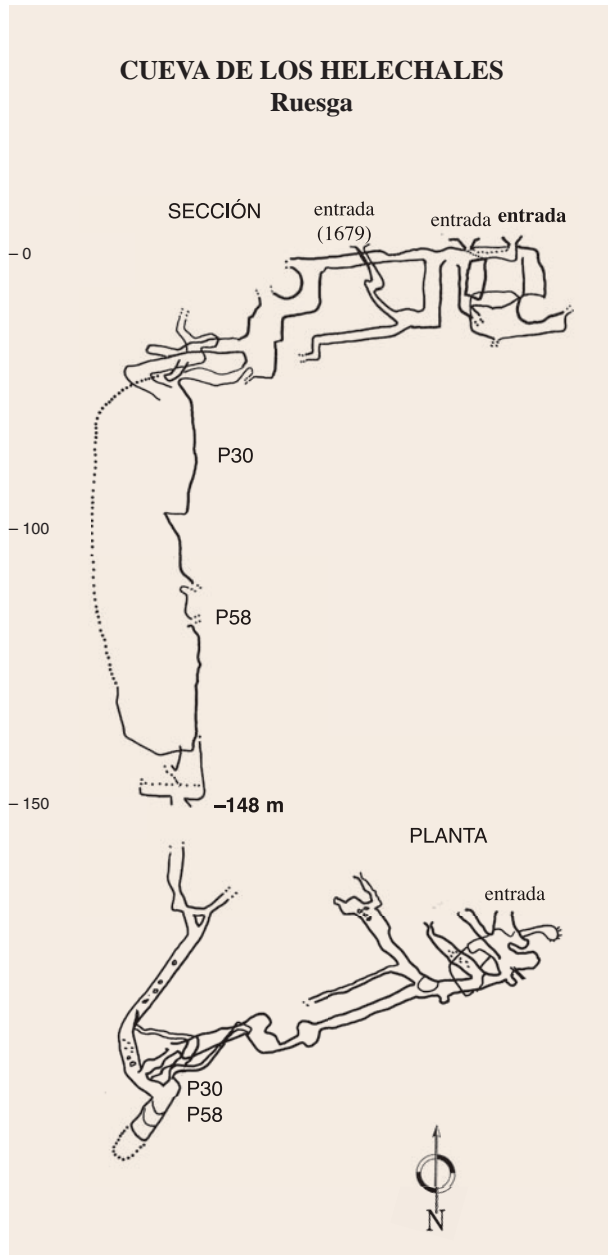 CUEVA DE LOS HELECHALES
Ruesga
SECCIÓN
entrada
(1679)
entrada entrada
– 0
P30
– 100
P58
– 150
–148 m
PLANTA
entrada
P30
P58
N